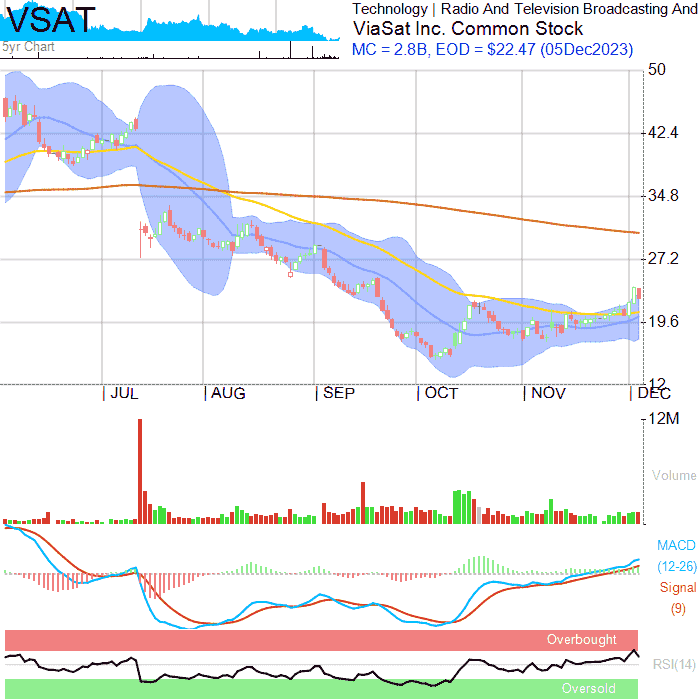 VSAT
5yr Chart
Technology | Radio And Television Broadcasting And
ViaSat Inc. Common Stock
MC = 2.8B, EOD = $22.47 (05Dec2023)
50
42.4
34.8
27.2
19.6
12
JUL AUG SEP OCT NOV DEC
12M
Volume
MACD
(12-26)
Signal
(9)
Overbought
RSI(14)
Oversold